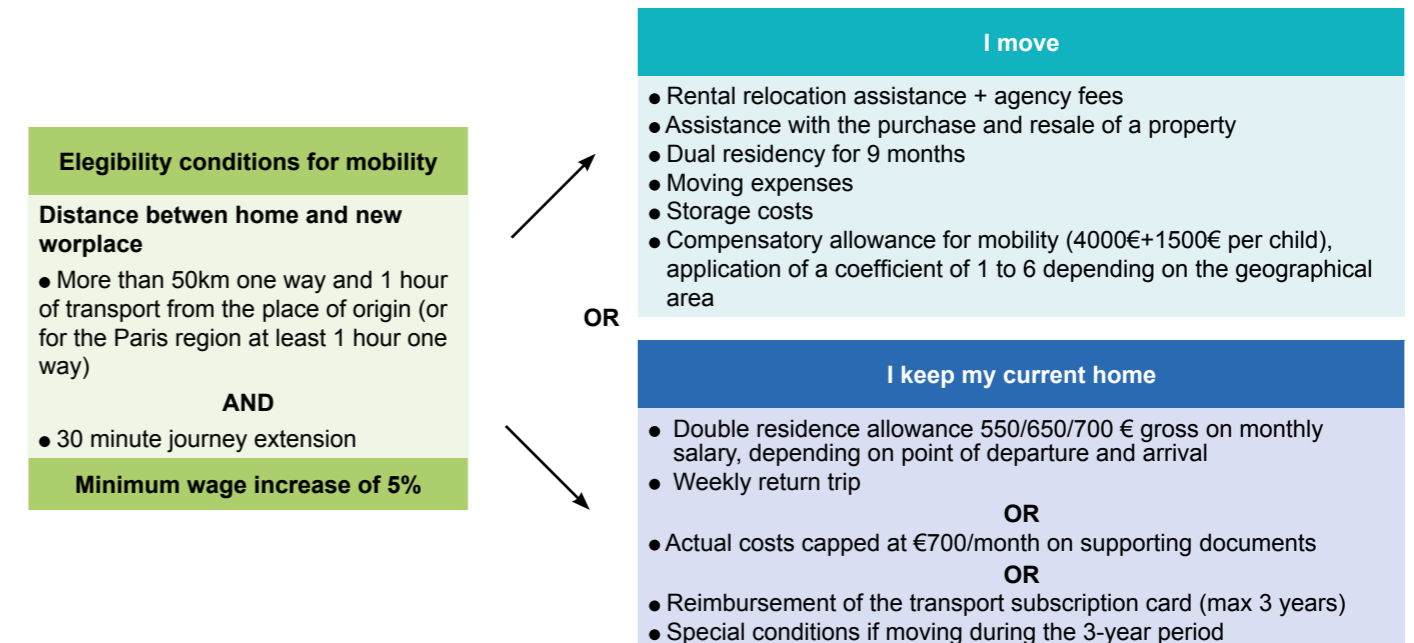 Elegibility conditions for mobility
Distance betwen home and new
worplace
● More than 50km one way and 1 hour
of transport from the place of origin (or
for the Paris region at least 1 hour one
way)
AND
● 30 minute journey extension
Minimum wage increase of 5%
OR
I move
● Rental relocation assistance + agency fees
● Assistance with the purchase and resale of a property
● Dual residency for 9 months
● Moving expenses
● Storage costs
● Compensatory allowance for mobility (4000€+1500€ per child),
application of a coefficient of 1 to 6 depending on the geographical
area
I keep my current home
● Double residence allowance 550/650/700 € gross on monthly
salary, depending on point of departure and arrival
● Weekly return trip
OR
● Actual costs capped at €700/month on supporting documents
OR
● Reimbursement of the transport subscription card (max 3 years)
● Special conditions if moving during the 3-year period